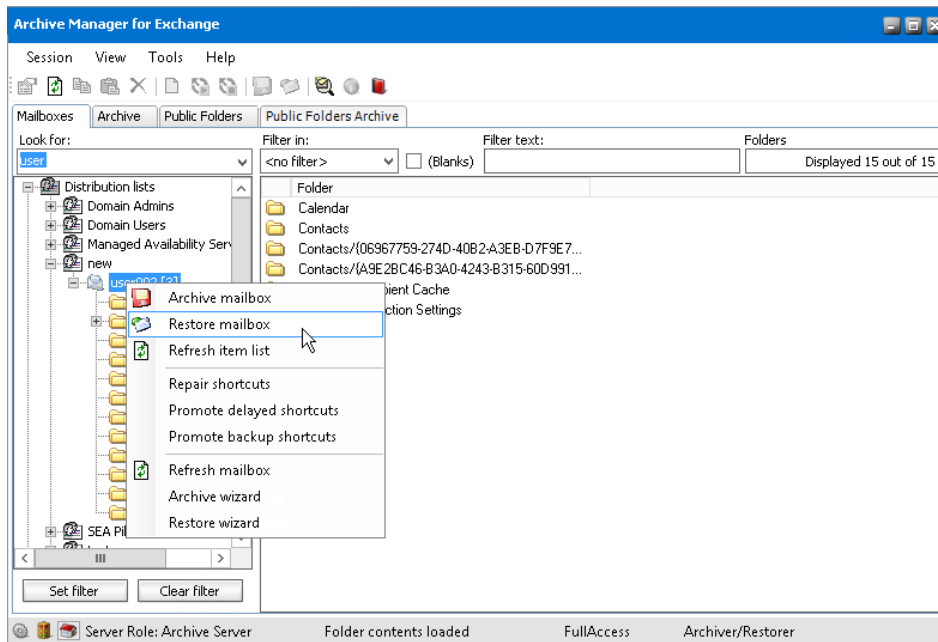 Archive Manager for Exchange
Session View Tools Help
Mailboxes Archive Public Folders Public Folders Archive
Look for: Filter in: Filter text: Folders
user <no filter> (Blanks) Displayed 15 out of 15
Distribution lists Folder
Domain Admins Calendar
Domain Users Contacts
Managed Availability Serv Contacts/{06967759-274D-40B2-A3EB-D7F9E7...
new Contacts/{A9E2BC46-B3A0-4243-B315-60D991...
Cache
Settings
Archive mailbox
Restore mailbox
Refresh item list
Repair shortcuts
Promote delayed shortcuts
Promote backup shortcuts
Refresh mailbox
Archive wizard
Restore wizard
SEA
Set filter Clear filter
Server Role: Archive Server Folder contents loaded FullAccess Archiver/Restorer